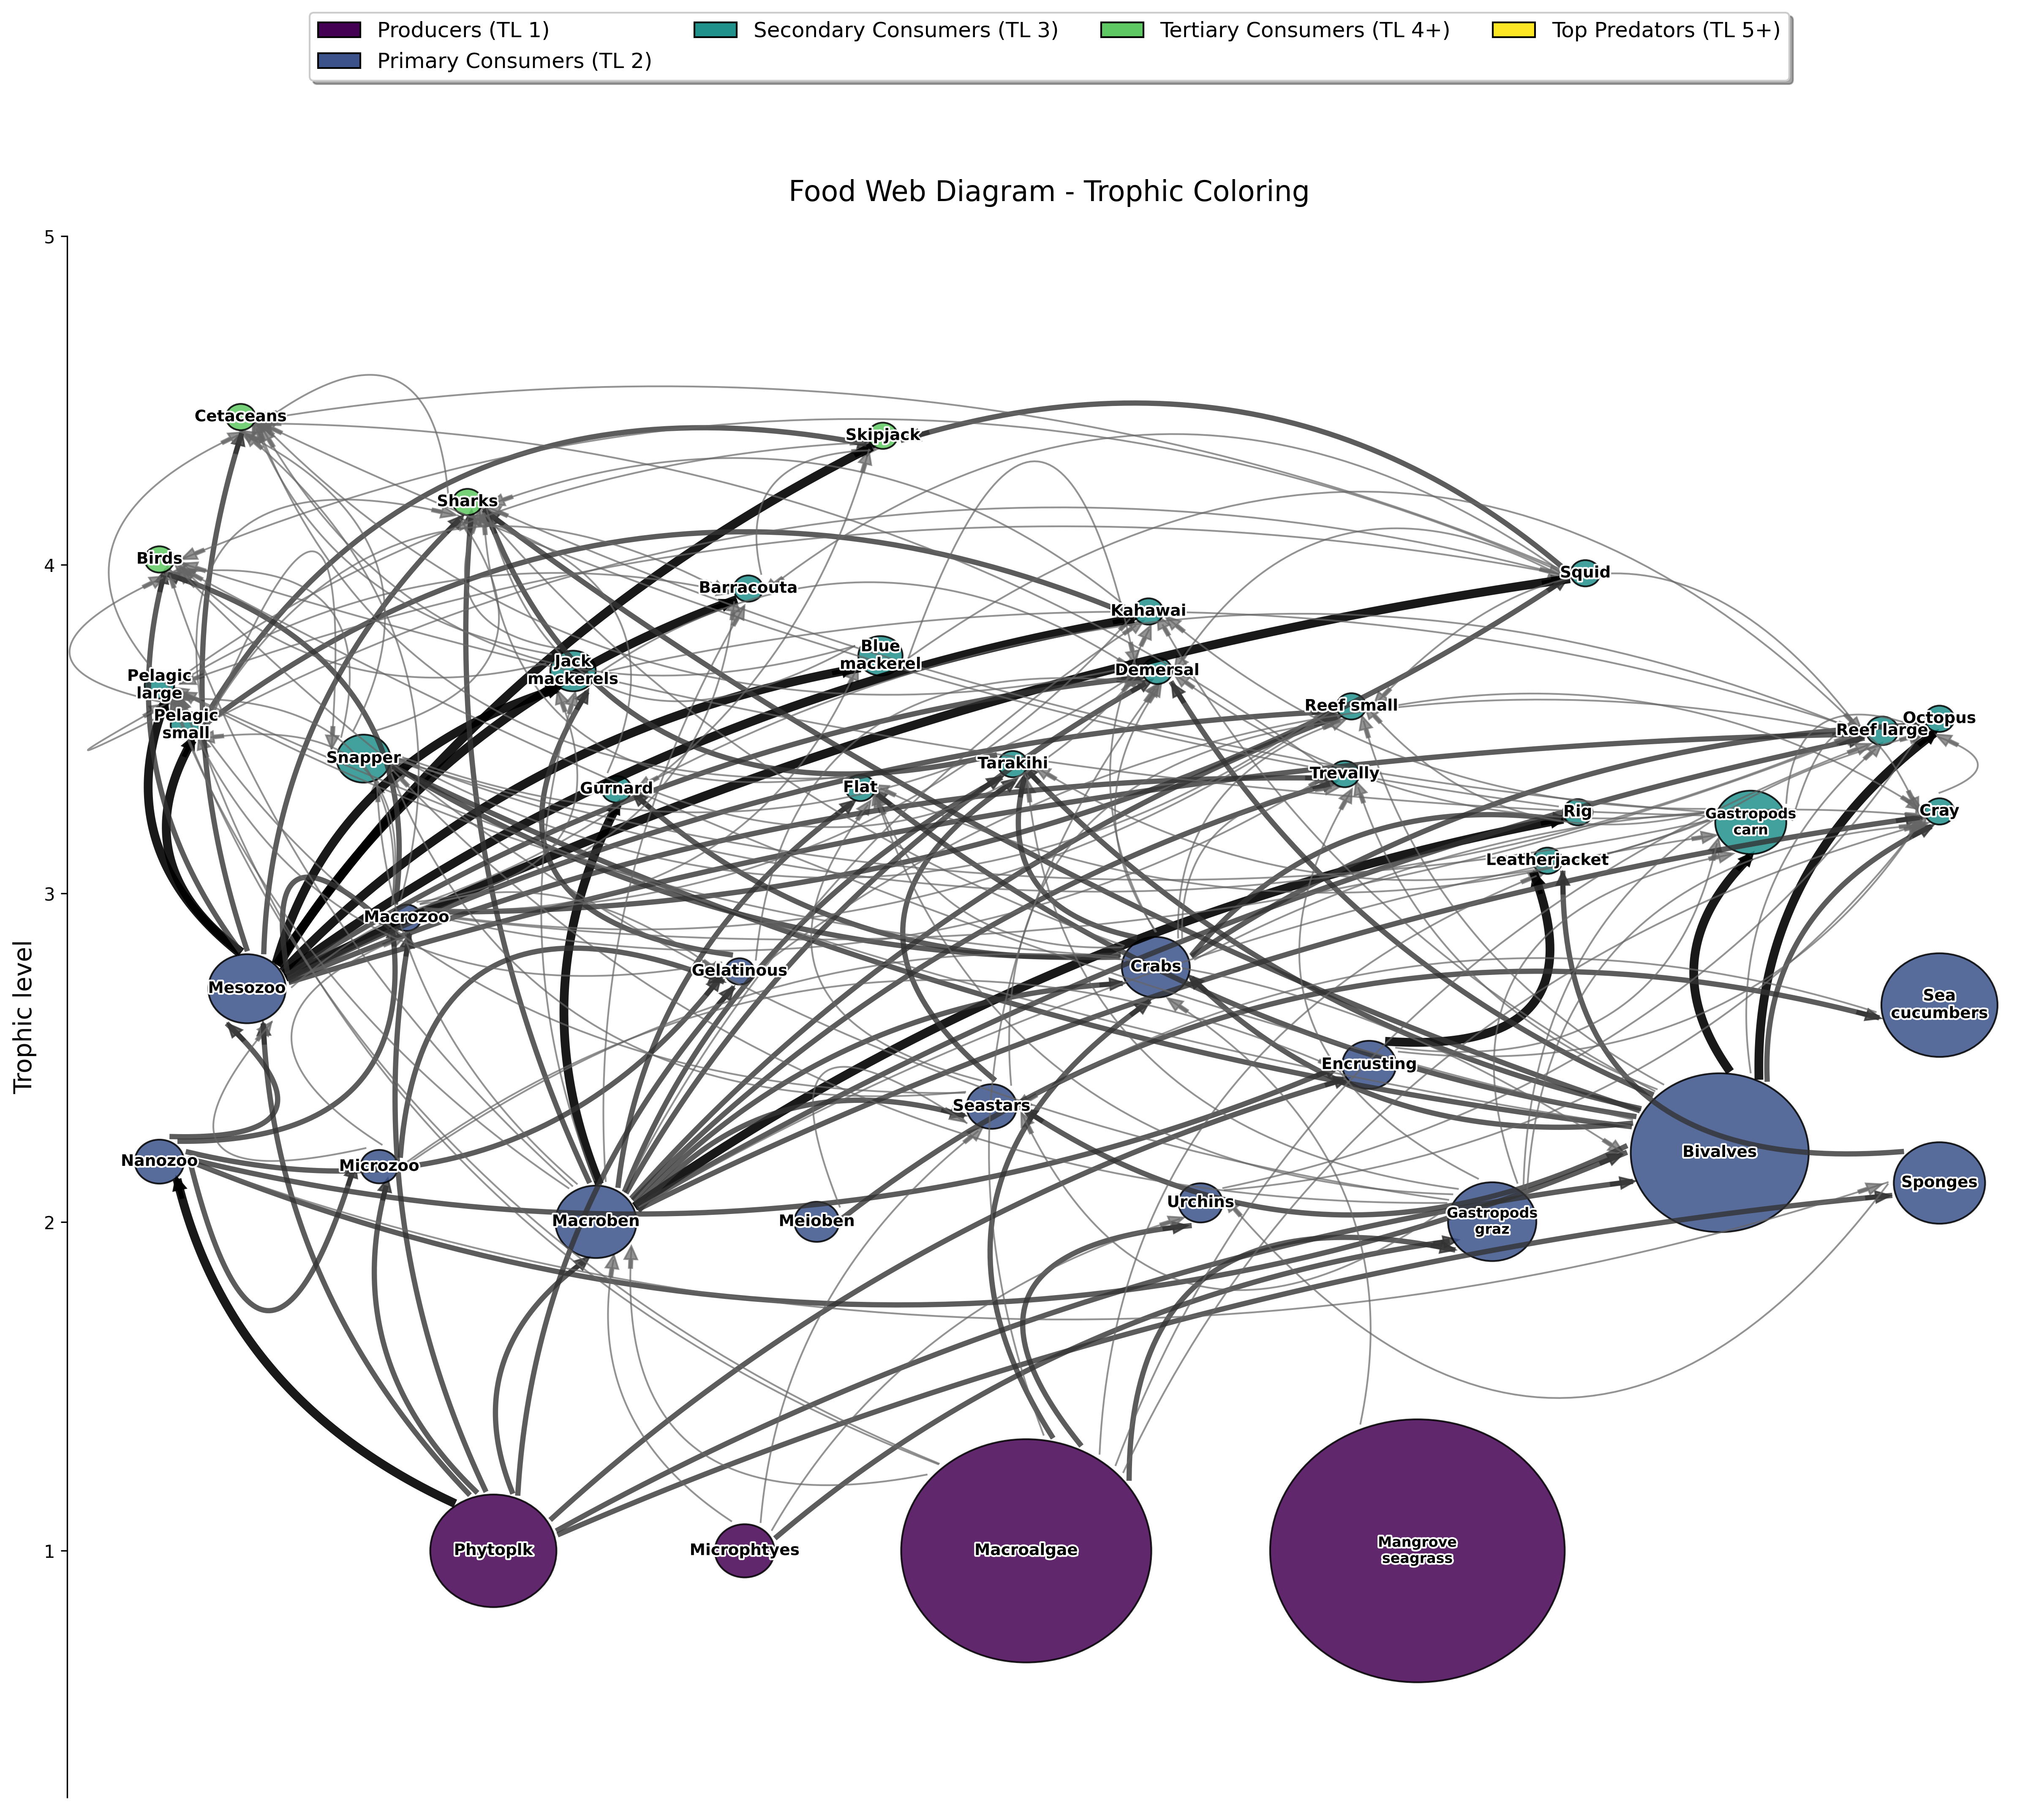 Producers (TL 1)
Primary Consumers (TL 2)
Secondary Consumers (TL 3)
Tertiary Consumers (TL 4+)
Top Predators (TL 5+)
Food Web Diagram - Trophic Coloring
5
4
3
2
1
Trophic level
Cetaceans
Skipjack
Sharks
Birds
Barracouta
Squid
Kahawai
Blue
mackerel
Jack
mackerels
Demersal
Pelagic
large
Pelagic
small
Reef small
Octopus
Reef large
Snapper
Tarakihi
Trevally
Gurnard
Flat
Rig
Gastropods
carn
Cray
Leatherjacket
Macrozoo
Gelatinous
Crabs
Mesozoo
Sea
cucumbers
Encrusting
Seastars
Bivalves
Nanozoo
Microzoo
Sponges
Urchins
Macroben
Meioben
Gastropods
graz
Phytoplk
Microphtyes
Macroalgae
Mangrove
seagrass